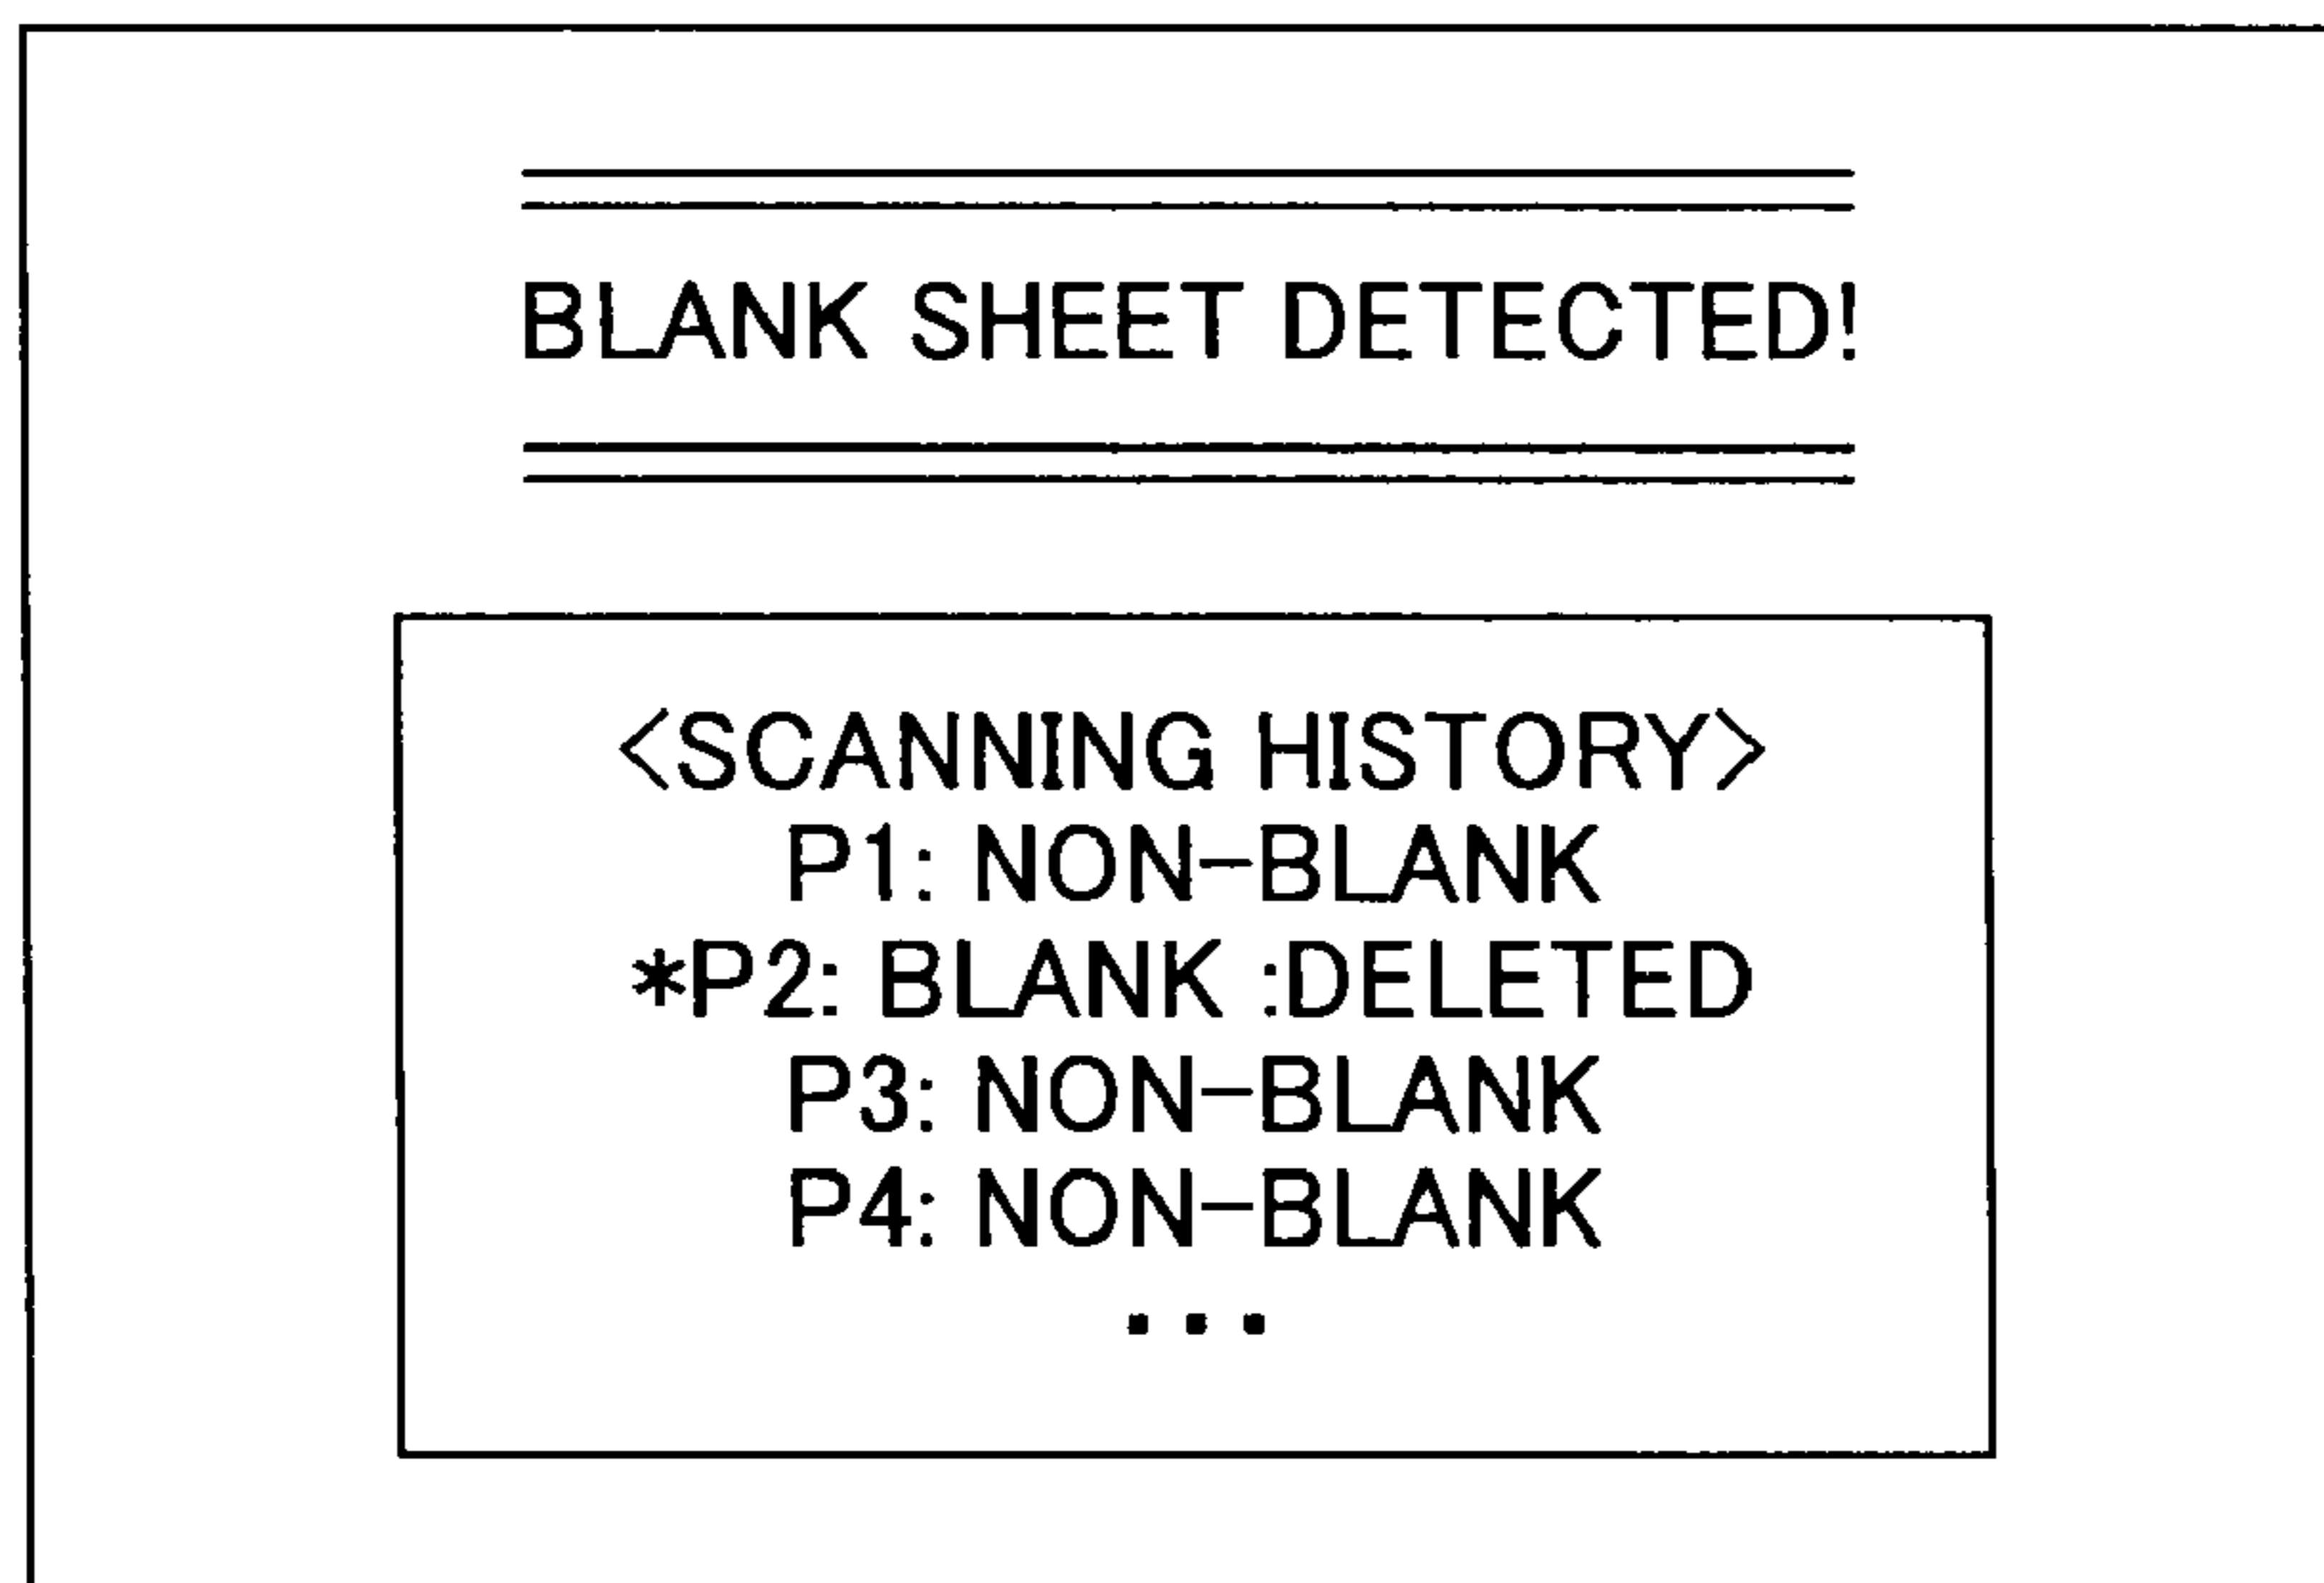 BLANK SHEET DETECTED!
<SCANNING HISTORY>
P1: NON-BLANK
*P2: BLANK :DELETED
P3: NON-BLANK
P4: NON-BLANK
...